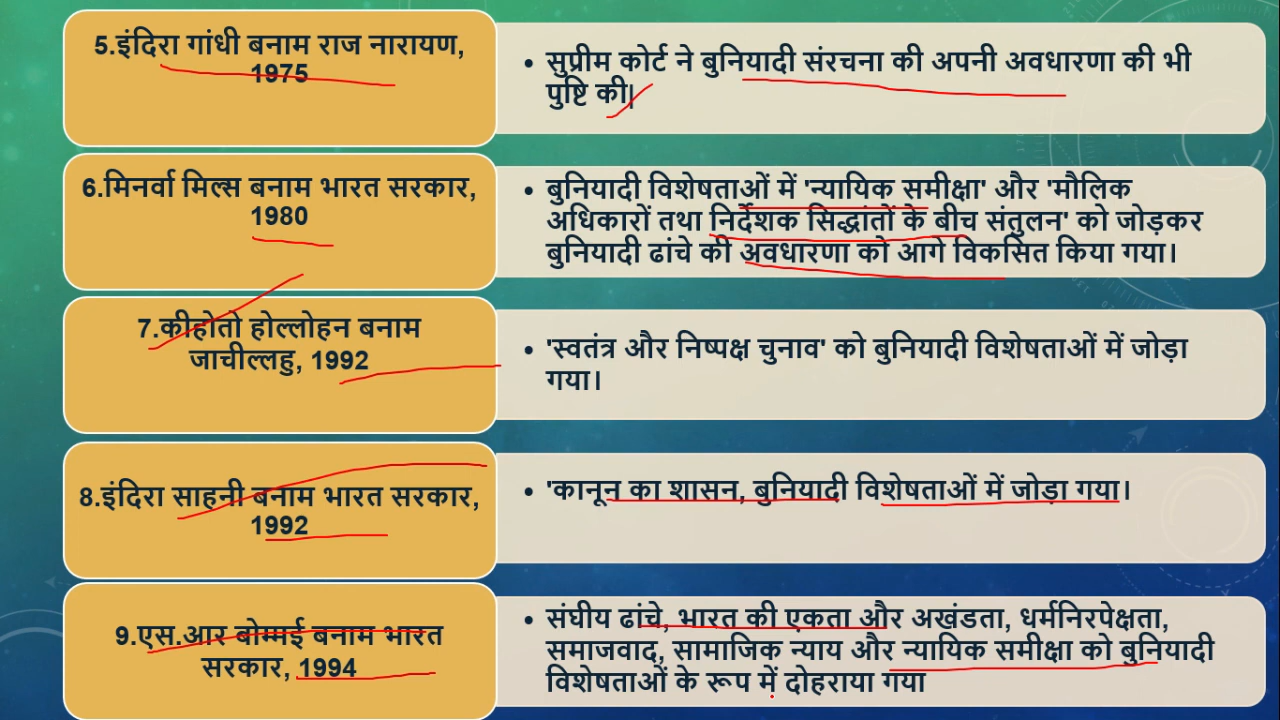 5.इंदिरा गांधी बनाम राज नारायण,
1975
• सुप्रीम कोर्ट ने बुनियादी संरचना की अपनी अवधारणा की भी
पुष्टि की|
6.मिनर्वा मिल्स बनाम भारत सरकार,
1980
• बुनियादी विशेषताओं में 'न्यायिक समीक्षा' और 'मौलिक
अधिकारों तथा निर्देशक सिद्धांतों के बीच संतुलन' को जोड़कर
बुनियादी ढांचे की अवधारणा को आगे विकसित किया गया।
7.कीहोतो होल्लोहन बनाम
जाचील्लहु, 1992
• 'स्वतंत्र और निष्पक्ष चुनाव' को बुनियादी विशेषताओं में जोड़ा
गया।
8.इंदिरा साहनी बनाम भारत सरकार,
1992
• 'कानून का शासन, बुनियादी विशेषताओं में जोड़ा गया।
9.एस.आर बोम्मई बनाम भारत
सरकार, 1994
• संघीय ढांचे, भारत की एकता और अखंडता, धर्मनिरपेक्षता,
समाजवाद, सामाजिक न्याय और न्यायिक समीक्षा को बुनियादी
विशेषताओं के रूप में दोहराया गया